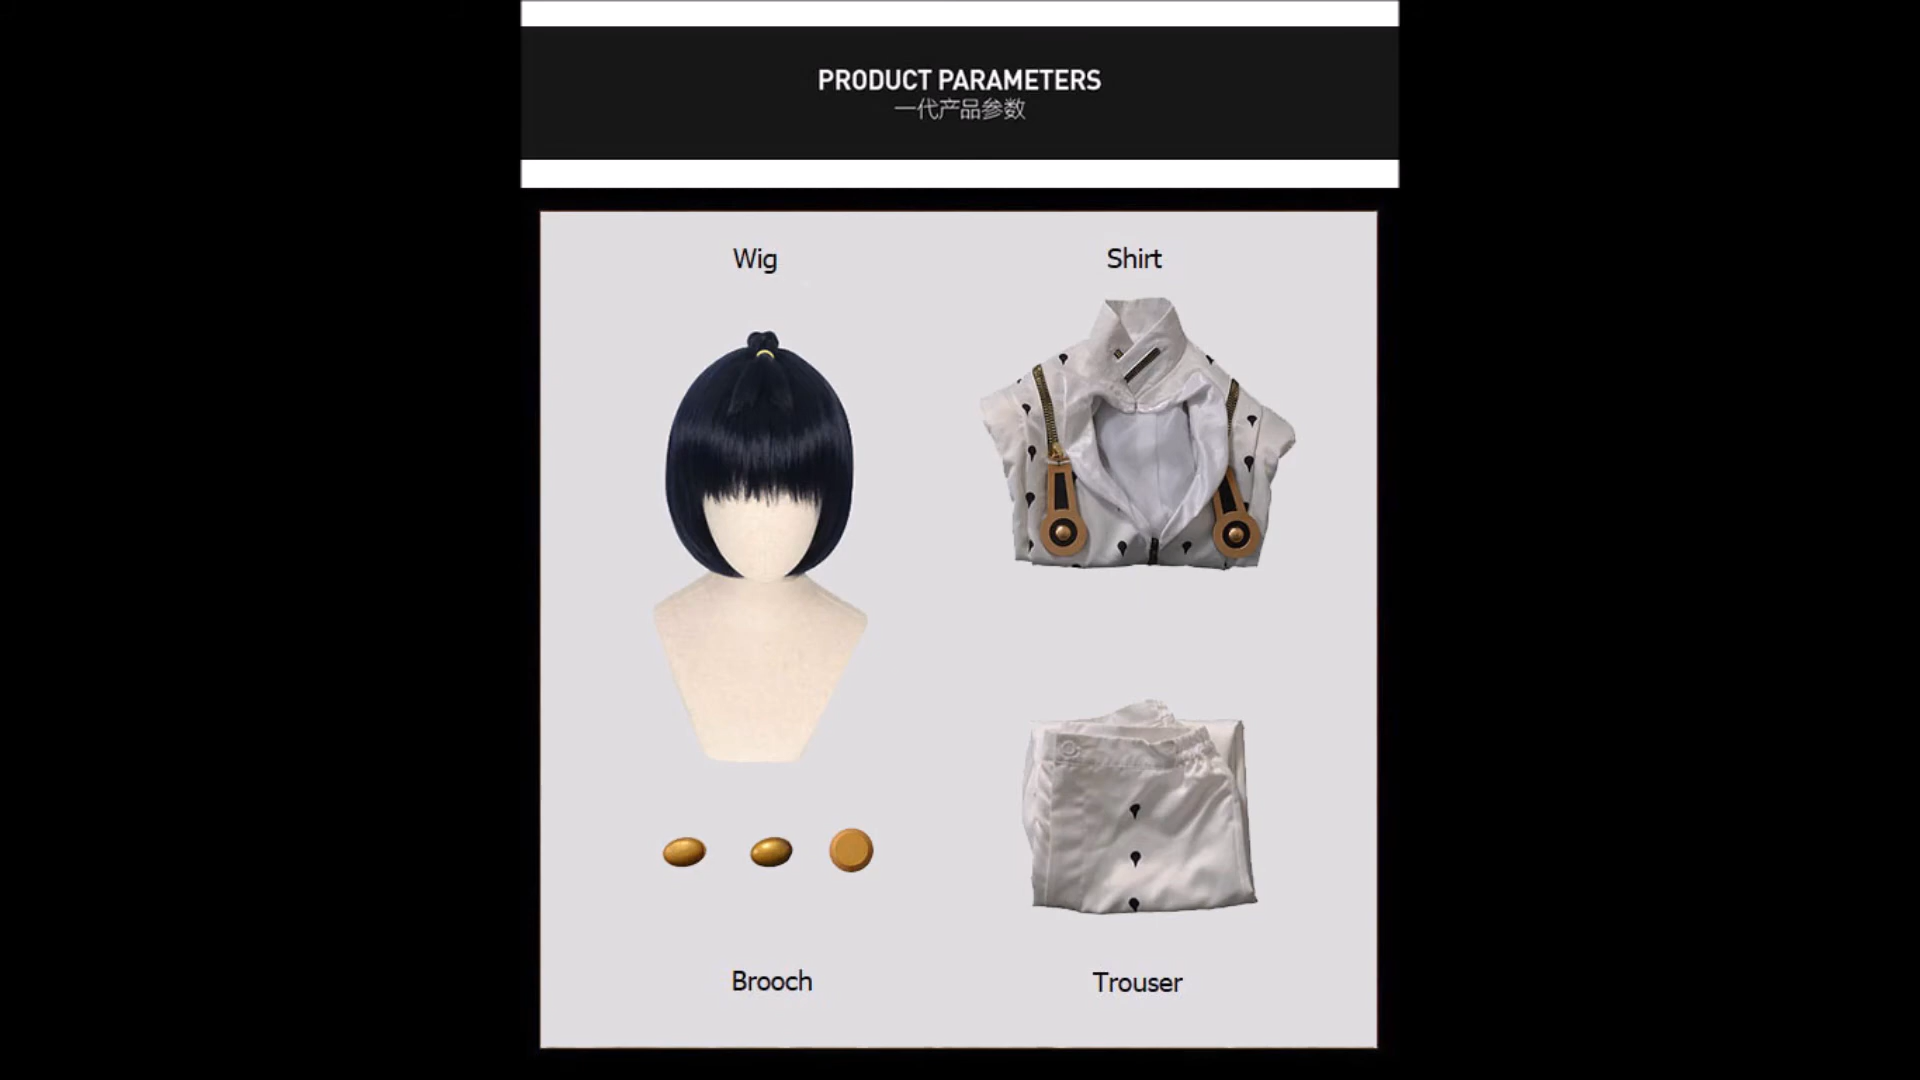 PRODUCT PARAMETERS
一代产品参数
Wig
Shirt
Brooch
Trouser